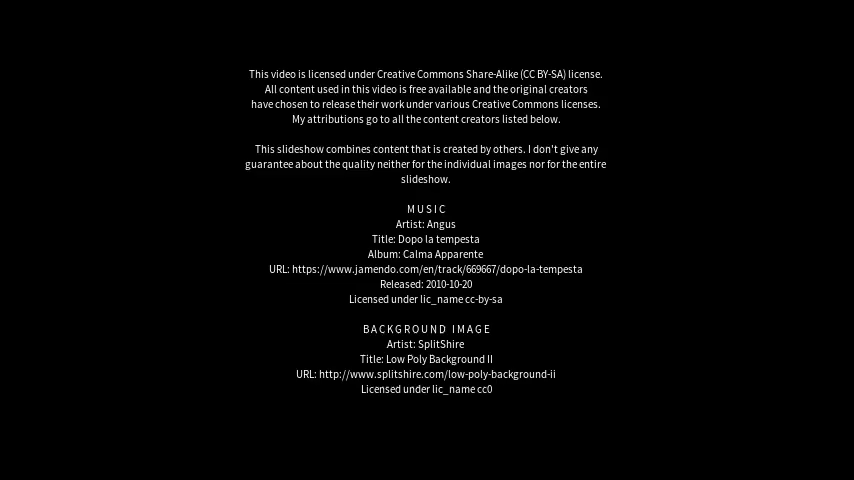 This video is licensed under Creative Commons Share-Alike (CC BY-SA) license.
All content used in this video is free available and the original creators
have chosen to release their work under various Creative Commons licenses.
My attributions go to all the content creators listed below.
This slideshow combines content that is created by others. I don't give any
guarantee about the quality neither for the individual images nor for the entire
slideshow.
MUSIC
Artist: Angus
Title: Dopo la tempesta
Album: Calma Apparente
URL: https://www.jamendo.com/en/track/669667/dopo-la-tempesta
Released: 2010-10-20
Licensed under lic_name cc-by-sa
BACKGROUND IMAGE
Artist: SplitShire
Title: Low Poly Background II
URL: http://www.splitshire.com/low-poly-background-ii
Licensed under lic_name cc0